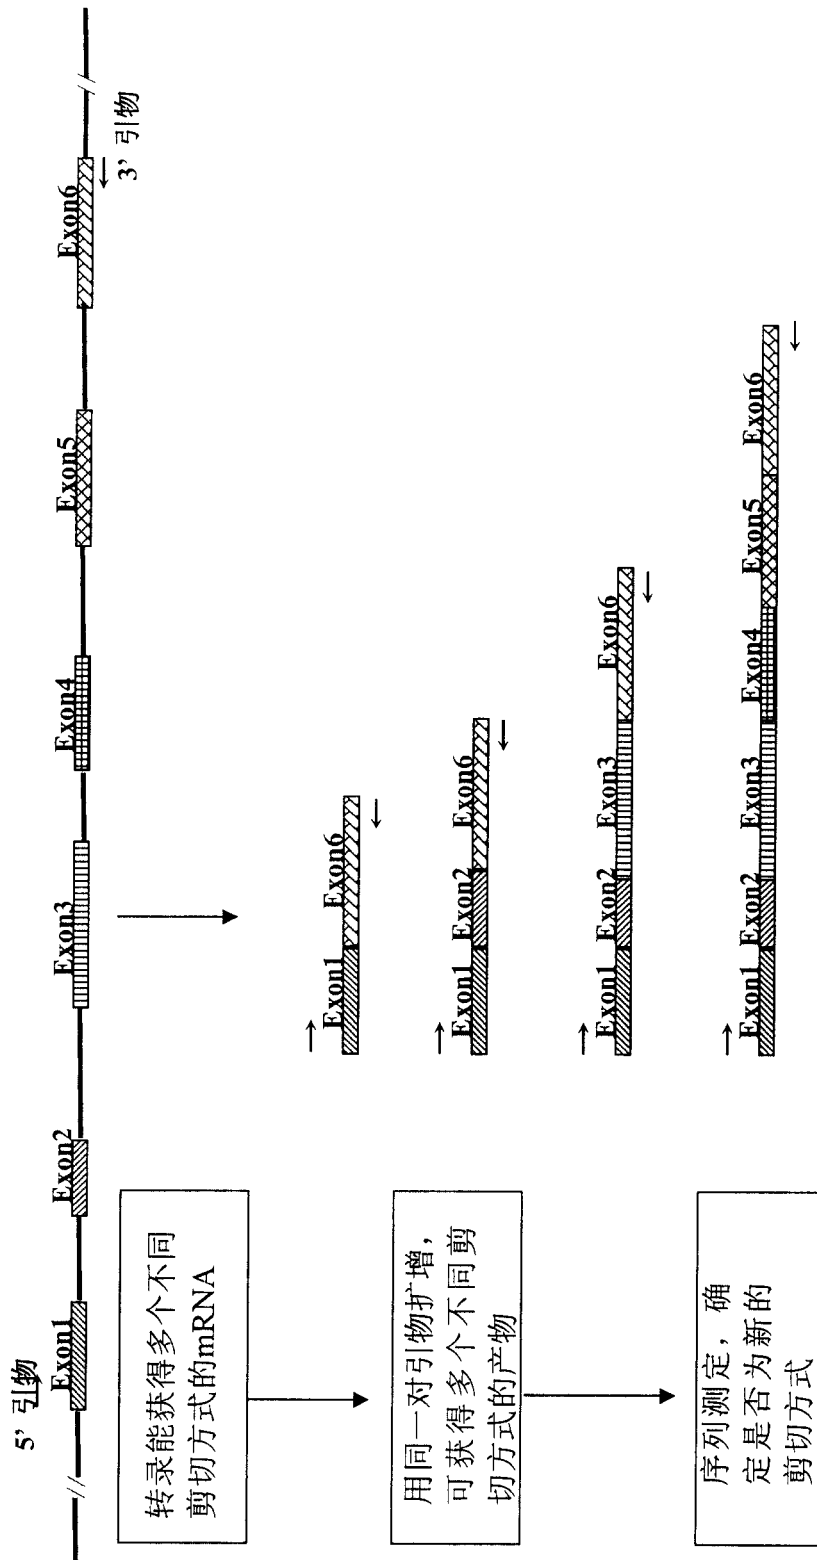 5’ 引物
Exon1
Exon2
Exon3
Exon4
Exon5
Exon6
3’ 引物
转录能获得多个不同
剪切方式的mRNA
用同一对引物扩增，
可获得多个不同剪
切方式的产物
序列测定，确
定是否为新的
剪切方式
Exon1 Exon6
Exon1 Exon2 Exon6
Exon1 Exon2 Exon3 Exon6
Exon1 Exon2 Exon3 Exon4 Exon5 Exon6